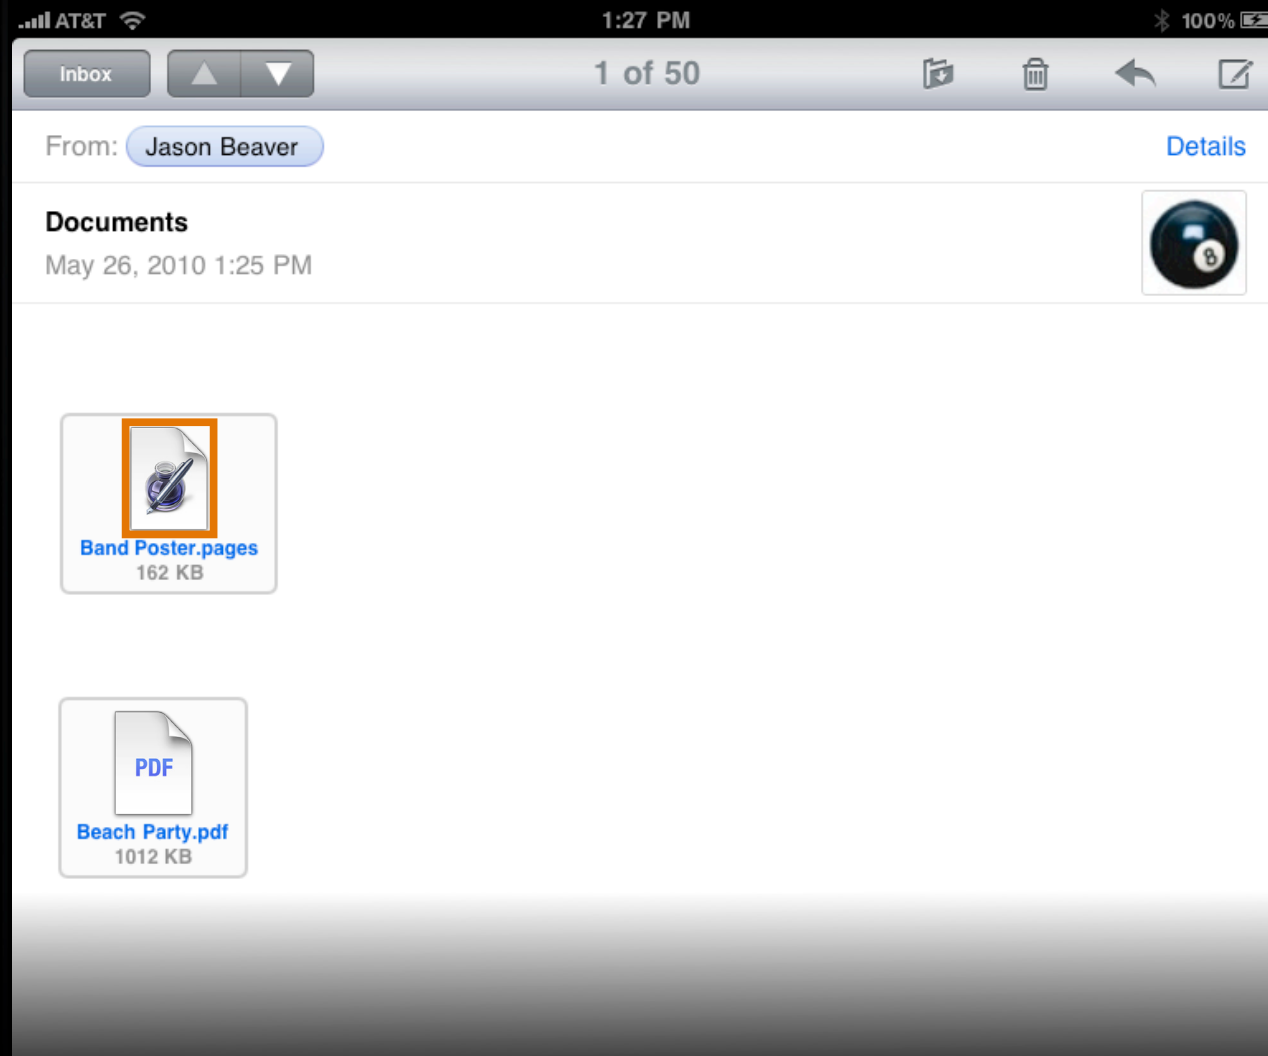 AT&T 1:27 PM 100%
Inbox 1 of 50
From: Jason Beaver Details
Documents
May 26, 2010 1:25 PM
8
Band Poster.pages
162 KB
PDF
Beach Party.pdf
1012 KB